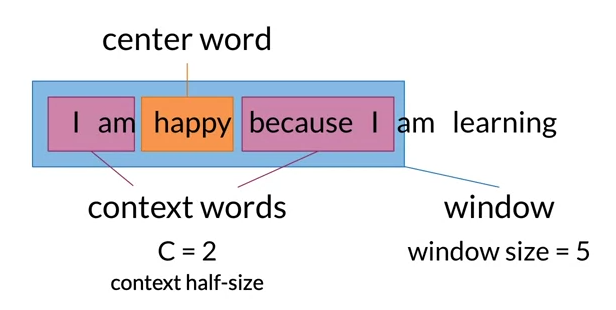 center word
I am happy because I am learning
context words
window
C = 2
window size = 5
context half-size